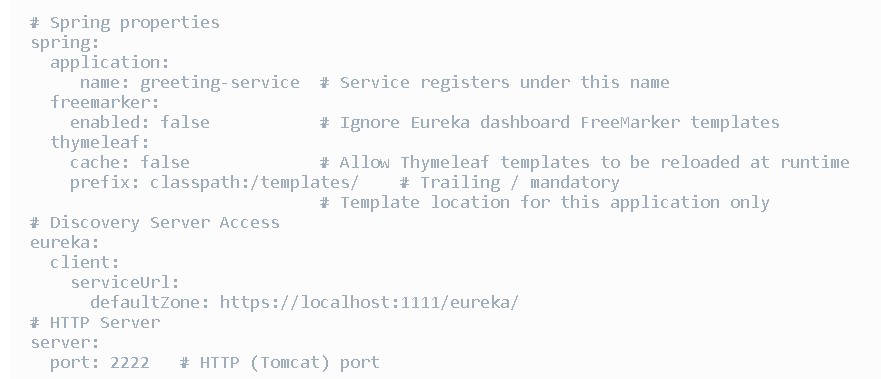 # Spring properties
spring:
  application:
     name: greeting-service  # Service registers under this name
  freemarker:
    enabled: false           # Ignore Eureka dashboard FreeMarker templates
  thymeleaf:
    cache: false             # Allow Thymeleaf templates to be reloaded at runtime
    prefix: classpath:/templates/    # Trailing / mandatory
                             # Template location for this application only
# Discovery Server Access
eureka:
  client:
    serviceUrl:
      defaultZone: https://localhost:1111/eureka/
# HTTP Server
server:
  port: 2222   # HTTP (Tomcat) port